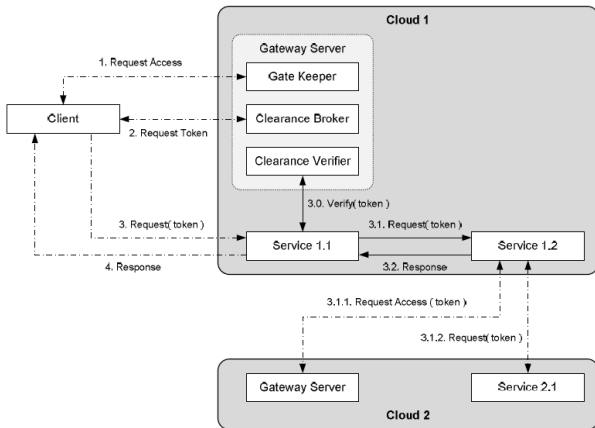 Cloud 1
Gateway Server
1. Request Access
Gate Keeper
Client
Clearance Broker
2. Request Token
Clearance Verifier
3.0. Verify( token )
3. Request( token )
3.1. Request( token )
Service 1.1
Service 1.2
4. Response
3.2. Response
3.1.1. Request Access ( token )
3.1.2. Request( token )
Gateway Server
Service 2.1
Cloud 2